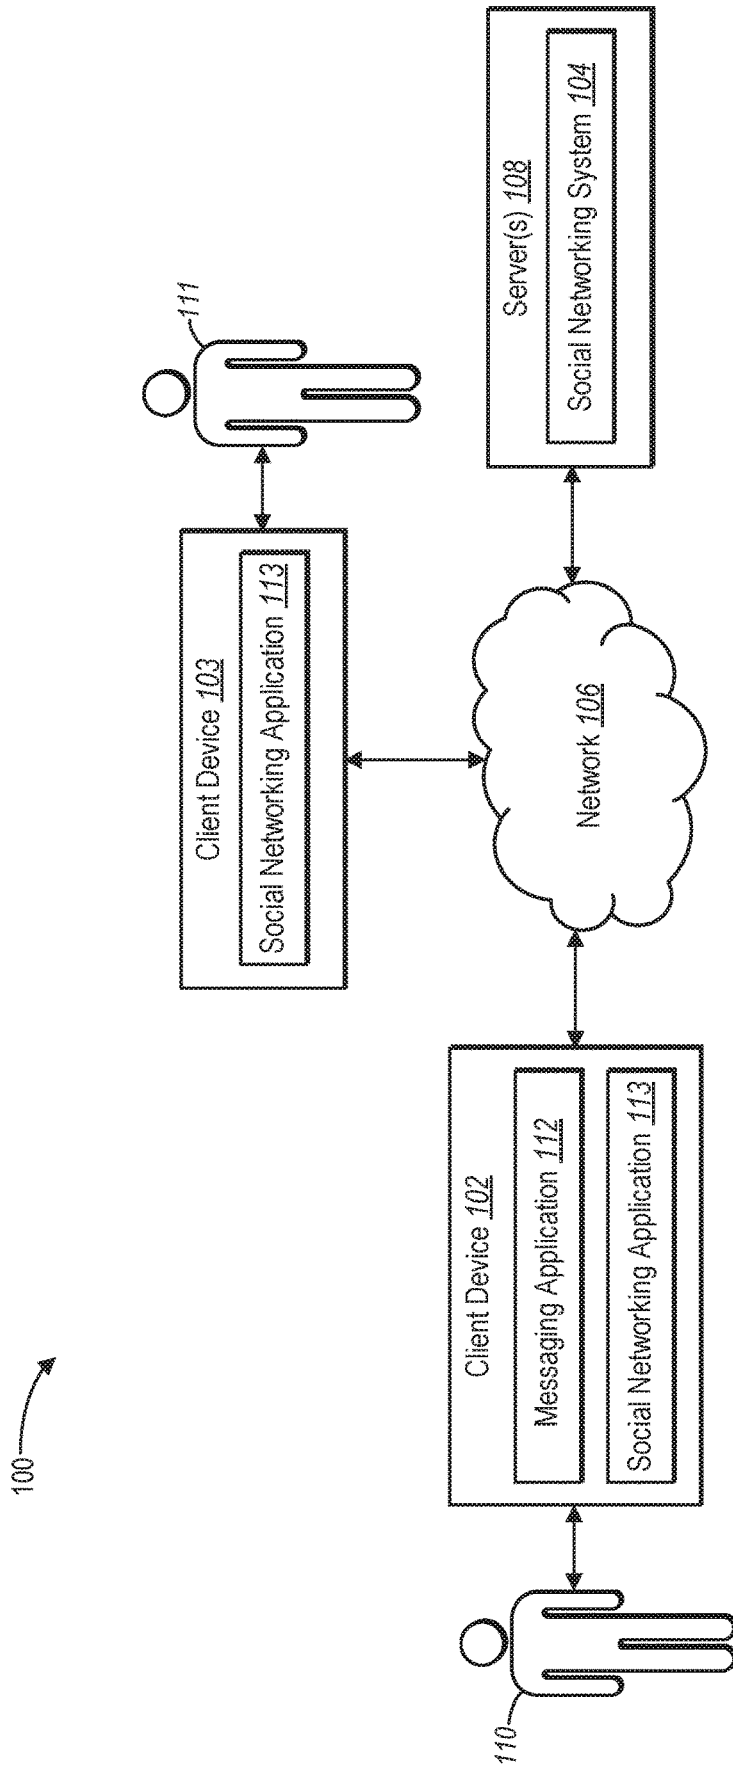 100
111
Client Device 103
Social Networking Application 113
Server(s) 108
Social Networking System 104
Network 106
Client Device 102
Messaging Application 112
Social Networking Application 113
110